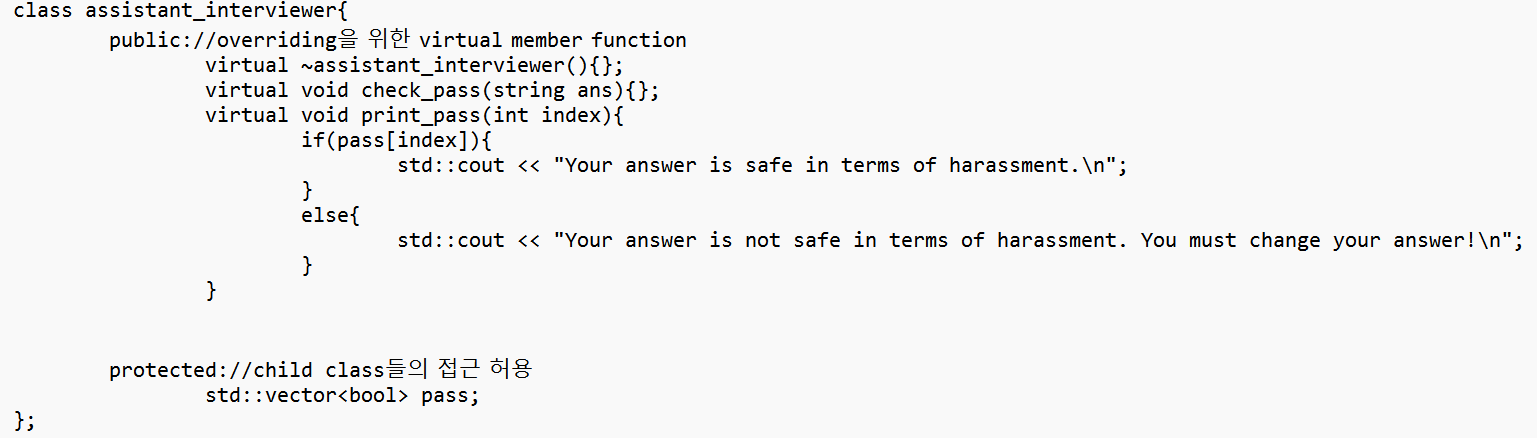 class assistant_interviewer{
        public://overriding을 위한 virtual member function
                virtual ~assistant_interviewer(){};
                virtual void check_pass(string ans){};
                virtual void print_pass(int index){
                        if(pass[index]){
                                std::cout << "Your answer is safe in terms of harassment.\n";
                        }
                        else{
                                std::cout << "Your answer is not safe in terms of harassment. You must change your answer!\n";
                        }
                }
        protected://child class들의 접근 허용
                std::vector<bool> pass;
};